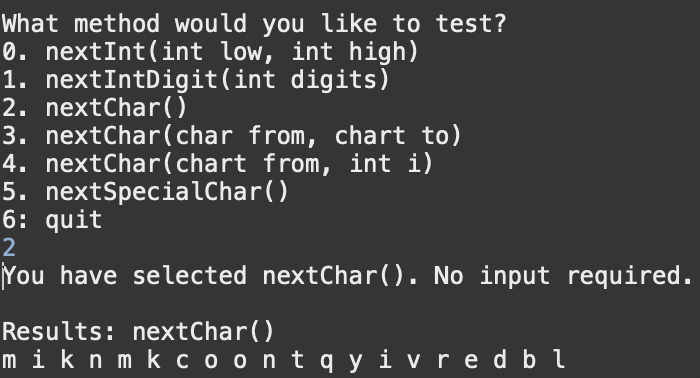 What method would you like to test?
0. nextInt(int low, int high)
1. nextIntDigit(int digits)
2. nextChar()
3. nextChar(char from, chart to)
4. nextChar(chart from, int i)
5. nextSpecialChar()
6: quit
2
You have selected nextChar(). No input required.
Results: nextChar()
m i k n m k c o o n t q y i v r e d b l